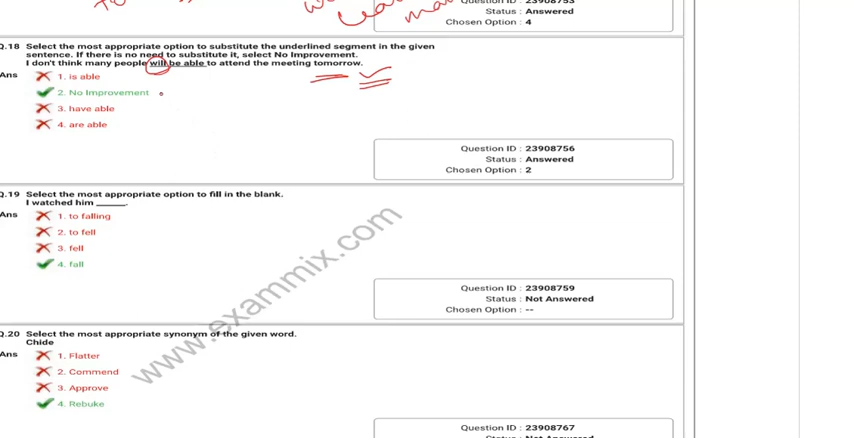 Question ID : 23908753
Status : Answered
Chosen Option : 4
Q.18 Select the most appropriate option to substitute the underlined segment in the given
sentence. If there is no need to substitute it, select No Improvement.
I don't think many people will be able to attend the meeting tomorrow.
Ans 1. is able
2. No Improvement
3. have able
4. are able
Question ID : 23908756
Status : Answered
Chosen Option : 2
Q.19 Select the most appropriate option to fill in the blank.
I watched him _____.
Ans 1. to falling
2. to fell
3. fell
4. fall
Question ID : 23908759
Status : Not Answered
Chosen Option : --
Q.20 Select the most appropriate synonym of the given word.
Chide
Ans 1. Flatter
2. Commend
3. Approve
4. Rebuke
Question ID : 23908767
Status : Not Answered
www.exammix.com